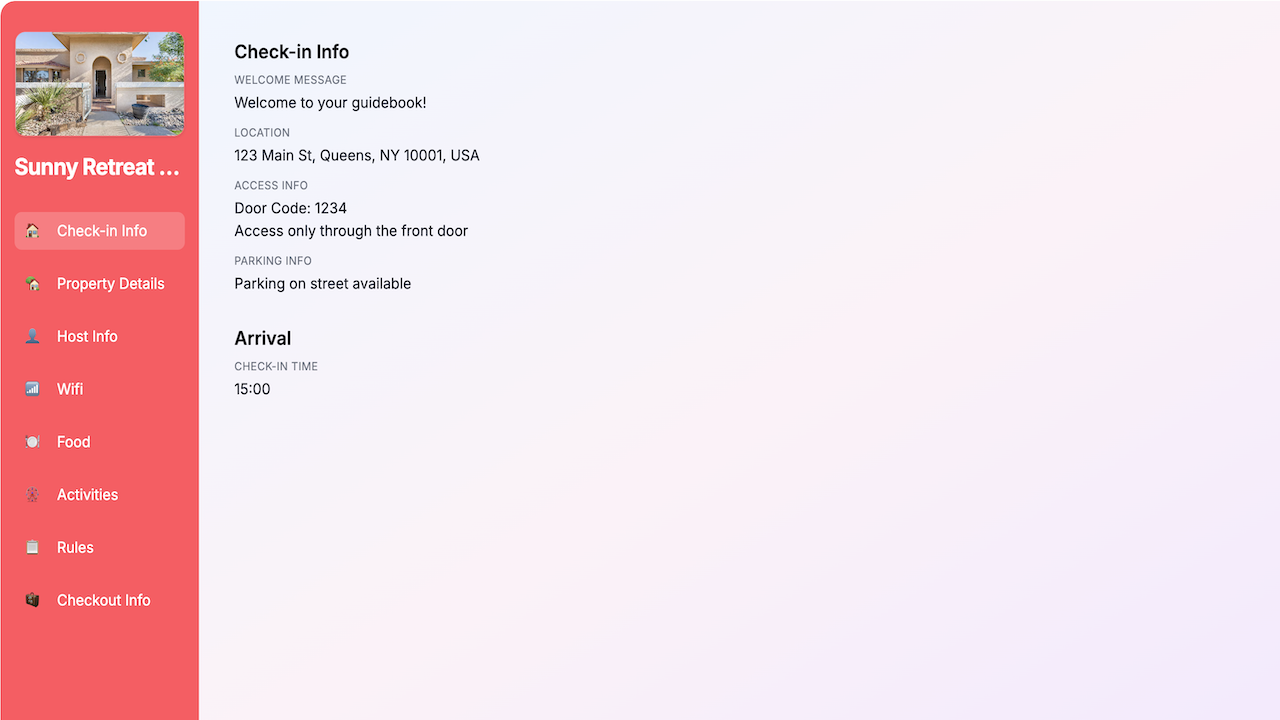 Sunny Retreat ...
Check-in Info
Property Details
Host Info
Wifi
Food
Activities
Rules
Checkout Info
Check-in Info
WELCOME MESSAGE
Welcome to your guidebook!
LOCATION
123 Main St, Queens, NY 10001, USA
ACCESS INFO
Door Code: 1234
Access only through the front door
PARKING INFO
Parking on street available
Arrival
CHECK-IN TIME
15:00